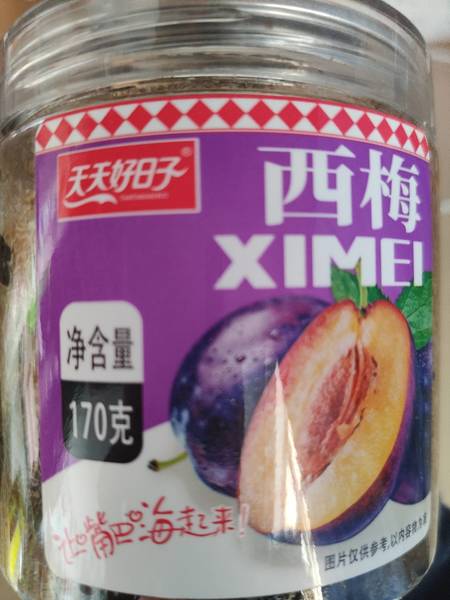 天天好日子®
西梅
XIMEI
净含量
170克
让嘴巴海起来!
图片仅供参考,以内容物为准